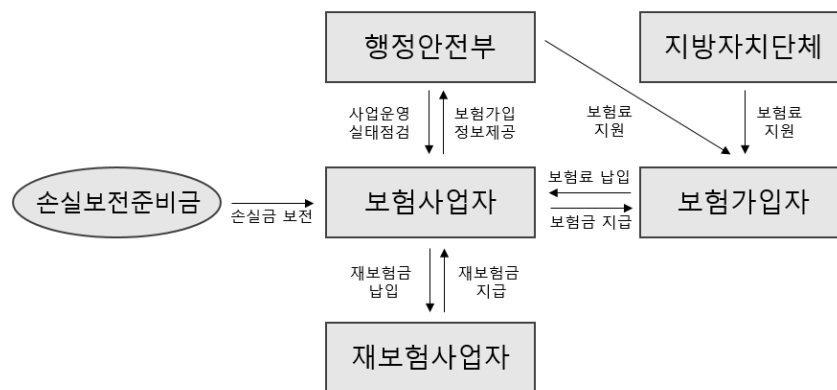 행정안전부
지방자치단체
사업운영
실태점검
보험가입
정보제공
보험료
지원
보험료
지원
손실보전준비금
손실금 보전
보험사업자
보험료 납입
보험금 지급
보험가입자
재보험금
납입
재보험금
지급
재보험사업자